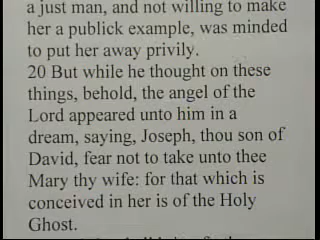 a just man, and not willing to make
her a publick example, was minded
to put her away privily.
20 But while he thought on these
things, behold, the angel of the
Lord appeared unto him in a
dream, saying, Joseph, thou son of
David, fear not to take unto thee
Mary thy wife: for that which is
conceived in her is of the Holy
Ghost.